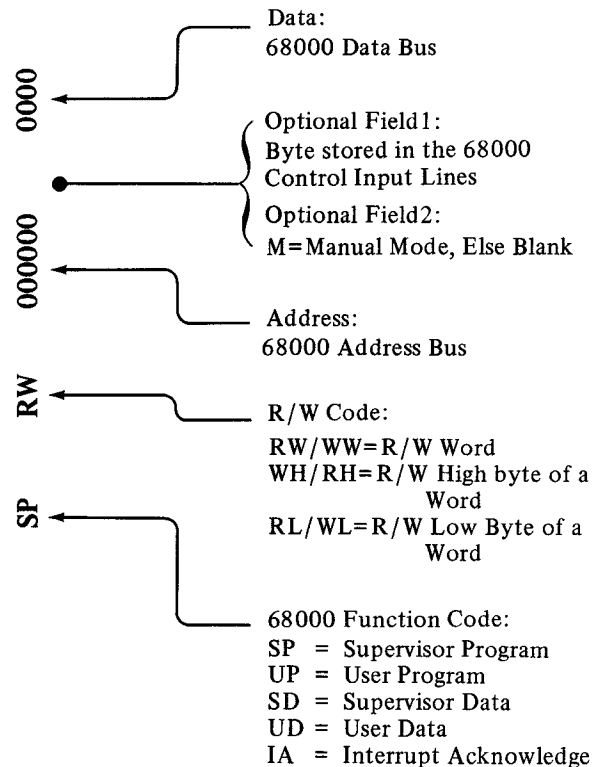 Data:
68000 Data Bus
0000
Optional Field1:
Byte stored in the 68000
Control Input Lines
Optional Field2:
M=Manual Mode, Else Blank
000000
Address:
68000 Address Bus
RW
R/W Code:
RW/WW=R/W Word
WH/RH=R/W High byte of a
Word
RL/WL=R/W Low Byte of a
Word
SP
68000 Function Code:
SP = Supervisor Program
UP = User Program
SD = Supervisor Data
UD = User Data
IA = Interrupt Acknowledge